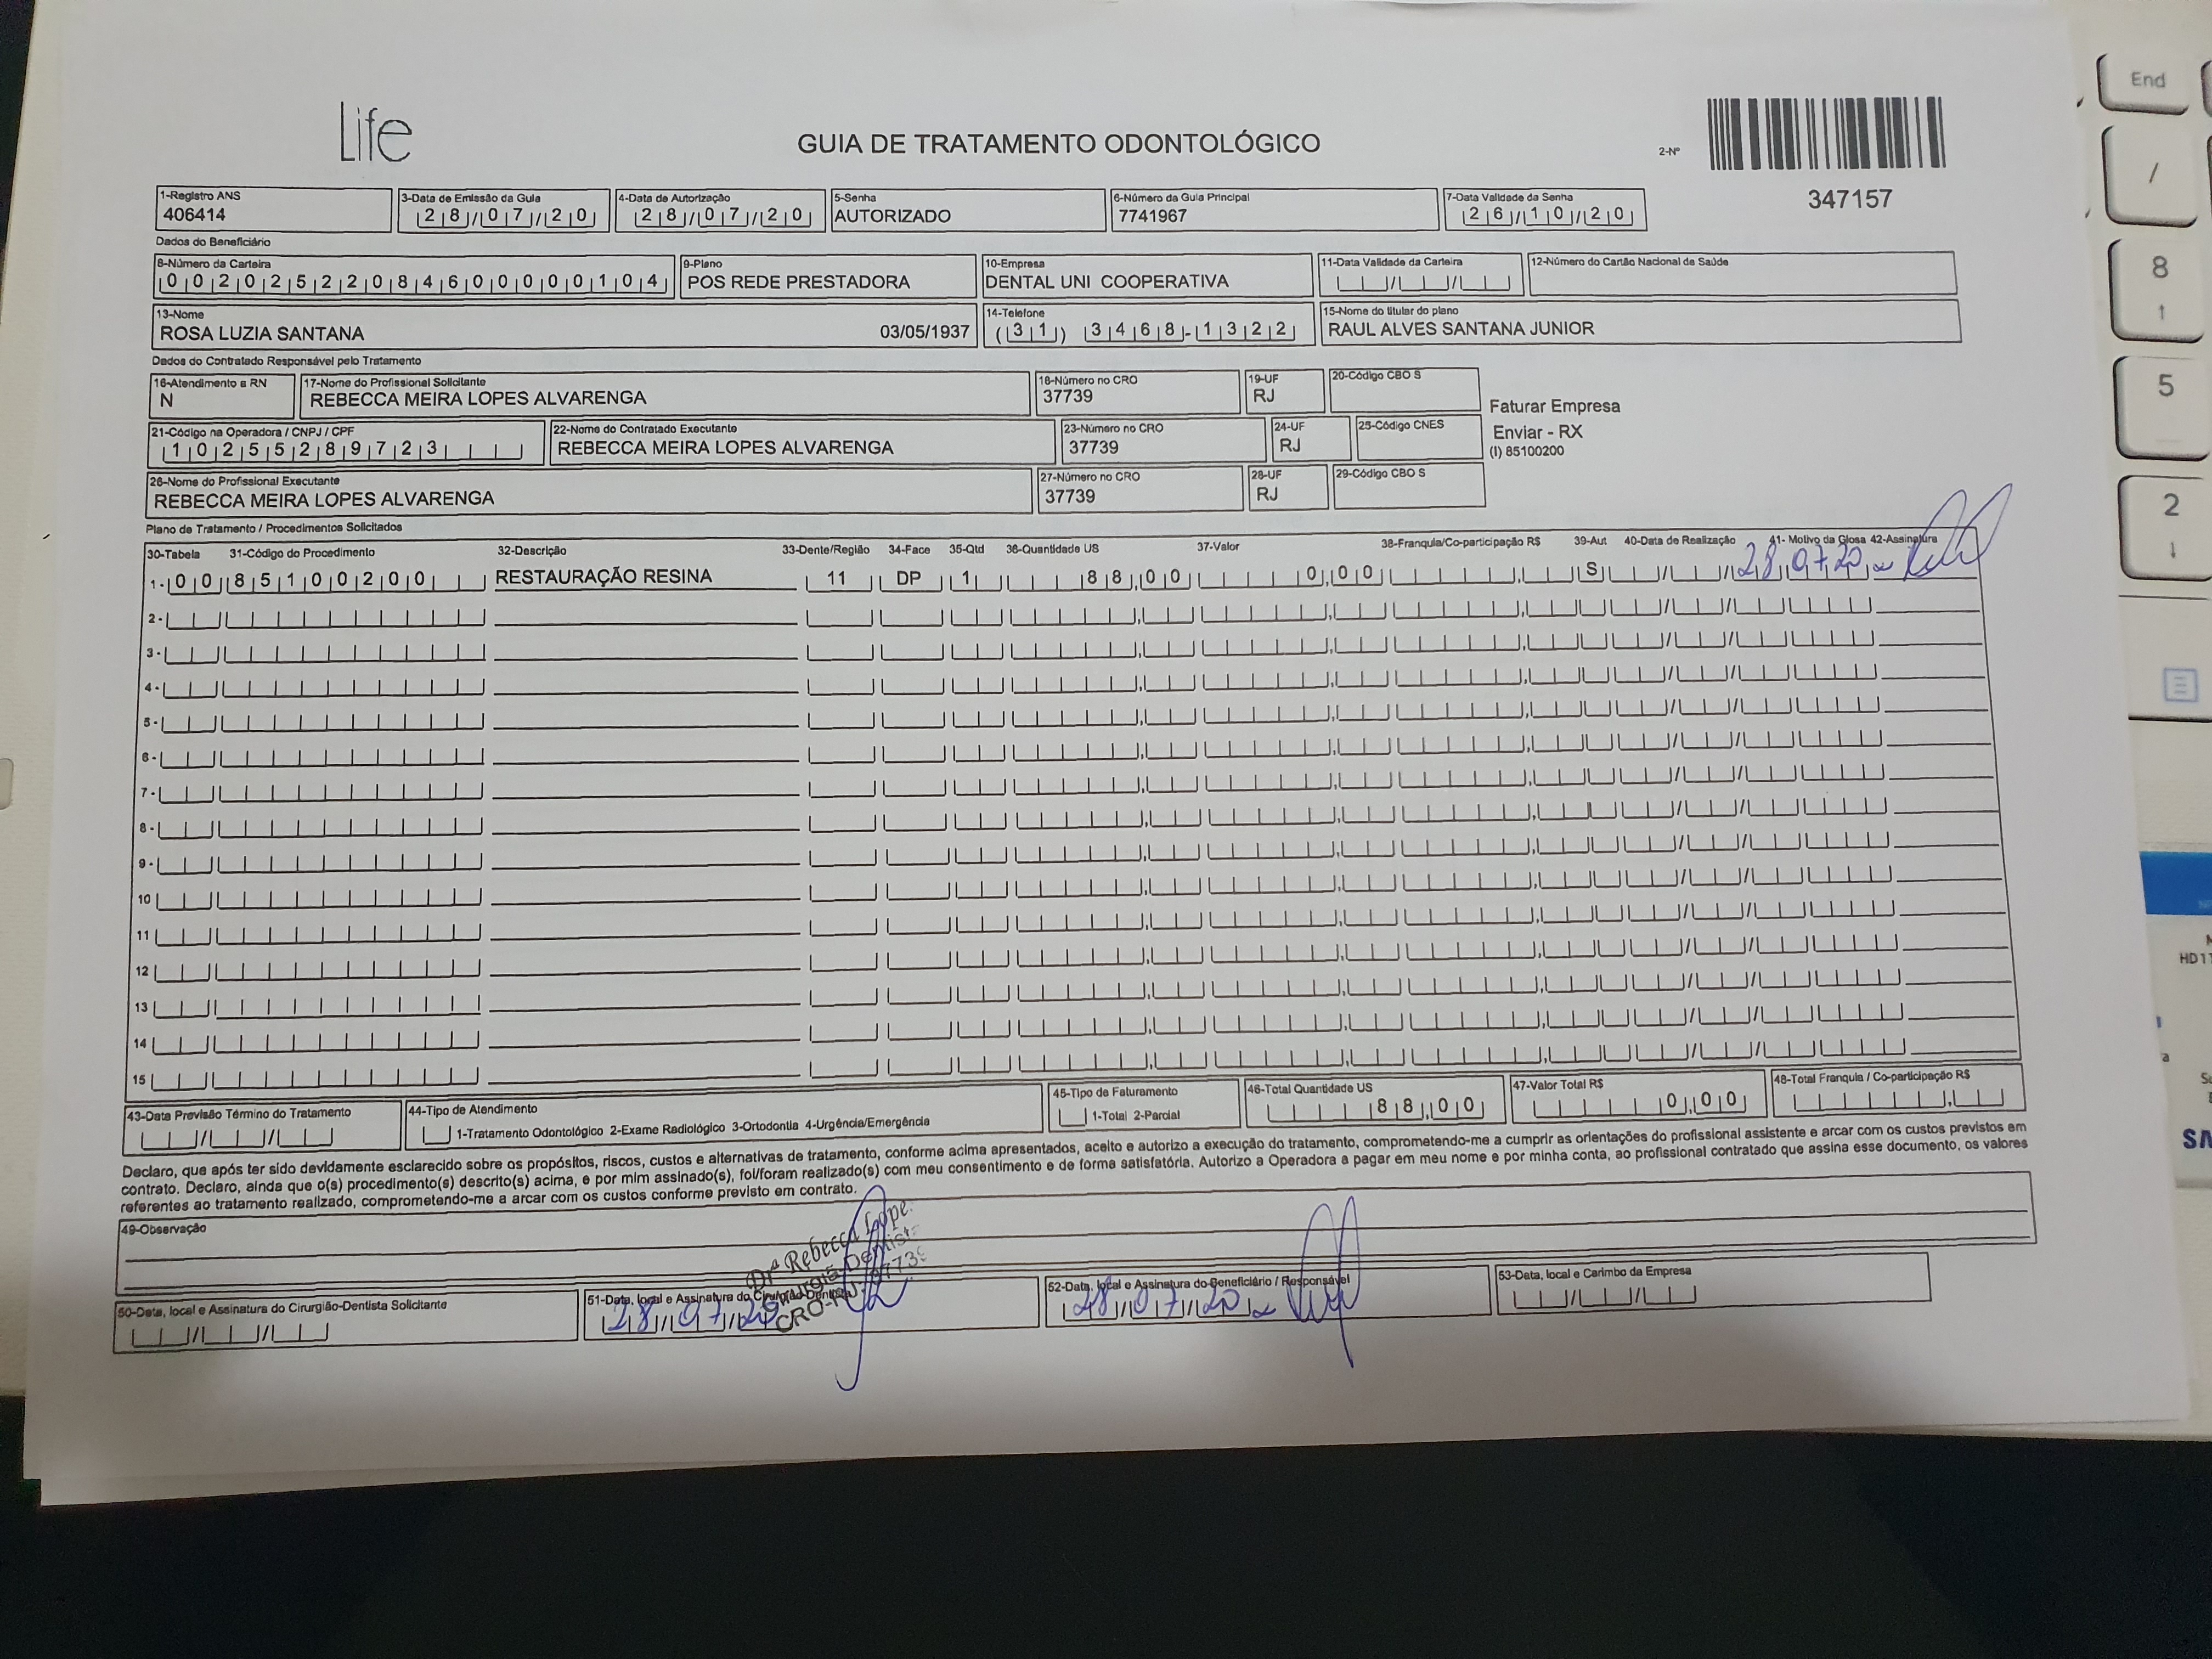 Life
GUIA DE TRATAMENTO ODONTOLÓGICO
2-Nº
347157
1-Registro ANS
406414
3-Data de Emissão da Guia
28/07/20
4-Data de Autorização
28/07/20
5-Senha
AUTORIZADO
6-Número da Guia Principal
7741967
7-Data Validade da Senha
26/10/20
Dados do Beneficiário
8-Número da Carteira
00202522084600000104
9-Plano
POS REDE PRESTADORA
10-Empresa
DENTAL UNI COOPERATIVA
11-Data Validade da Carteira
12-Número do Cartão Nacional de Saúde
13-Nome
ROSA LUZIA SANTANA 03/05/1937
14-Telefone
(31) 3468-1322
15-Nome do titular do plano
RAUL ALVES SANTANA JUNIOR
Dados do Contratado Responsável pelo Tratamento
16-Atendimento a RN
N
17-Nome do Profissional Solicitante
REBECCA MEIRA LOPES ALVARENGA
18-Número no CRO
37739
19-UF
RJ
20-Código CBO S
Faturar Empresa
Enviar - RX
(I) 85100200
21-Código na Operadora / CNPJ / CPF
10255289723
22-Nome do Contratado Executante
REBECCA MEIRA LOPES ALVARENGA
23-Número no CRO
37739
24-UF
RJ
25-Código CNES
26-Nome do Profissional Executante
REBECCA MEIRA LOPES ALVARENGA
27-Número no CRO
37739
28-UF
RJ
29-Código CBO S
Plano de Tratamento / Procedimentos Solicitados
30-Tabela 31-Código do Procedimento 32-Descrição 33-Dente/Região 34-Face 35-Qtd 36-Quantidade US 37-Valor 38-Franquia/Co-participação R$ 39-Aut 40-Data de Realização 41- Motivo da Glosa 42-Assinatura
1- 00 85100200 RESTAURAÇÃO RESINA 11 DP 1 88,00 0,00 S 28 07 20
2-
3-
4-
5-
6-
7-
8-
9-
10
11
12
13
14
15
43-Data Previsão Término do Tratamento
44-Tipo de Atendimento
1-Tratamento Odontológico 2-Exame Radiológico 3-Ortodontia 4-Urgência/Emergência
45-Tipo de Faturamento
1-Total 2-Parcial
46-Total Quantidade US
88,00
47-Valor Total R$
0,00
48-Total Franquia / Co-participação R$
Declaro, que após ter sido devidamente esclarecido sobre os propósitos, riscos, custos e alternativas de tratamento, conforme acima apresentados, aceito e autorizo a execução do tratamento, comprometendo-me a cumprir as orientações do profissional assistente e arcar com os custos previstos em
contrato. Declaro, ainda que o(s) procedimento(s) descrito(s) acima, e por mim assinado(s), foi/foram realizado(s) com meu consentimento e de forma satisfatória. Autorizo a Operadora a pagar em meu nome e por minha conta, ao profissional contratado que assina esse documento, os valores
referentes ao tratamento realizado, comprometendo-me a arcar com os custos conforme previsto em contrato.
49-Observação
50-Data, local e Assinatura do Cirurgião-Dentista Solicitante
51-Data, local e Assinatura do Cirurgião-Dentista
28/07/20
Drª Rebecca Lope
52-Data, local e Assinatura do Beneficiário / Responsável
28/07/20
53-Data, local e Carimbo da Empresa
End
/
8
↑
5
2
↓